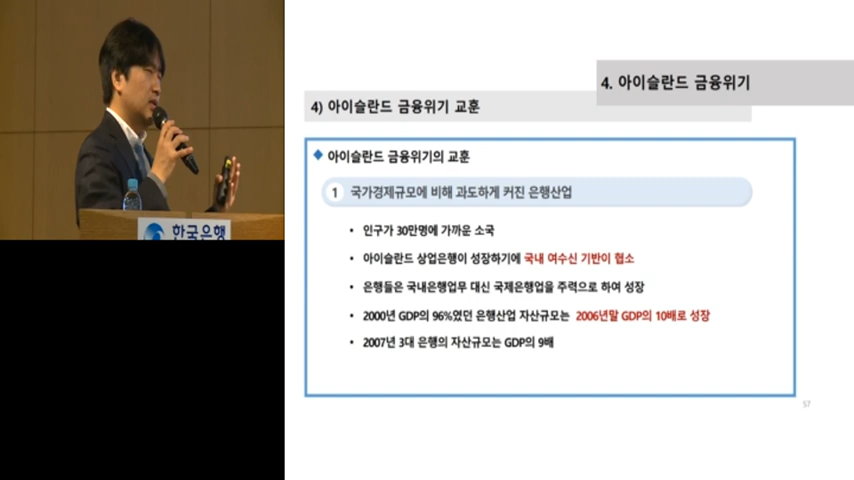 한국은행
4. 아이슬란드 금융위기
4) 아이슬란드 금융위기 교훈
◆ 아이슬란드 금융위기의 교훈
1 국가경제규모에 비해 과도하게 커진 은행산업
• 인구가 30만명에 가까운 소국
• 아이슬란드 상업은행이 성장하기에 국내 여수신 기반이 협소
• 은행들은 국내은행업무 대신 국제은행업을 주력으로 하여 성장
• 2000년 GDP의 96%였던 은행산업 자산규모는 2006년말 GDP의 10배로 성장
• 2007년 3대 은행의 자산규모는 GDP의 9배
57